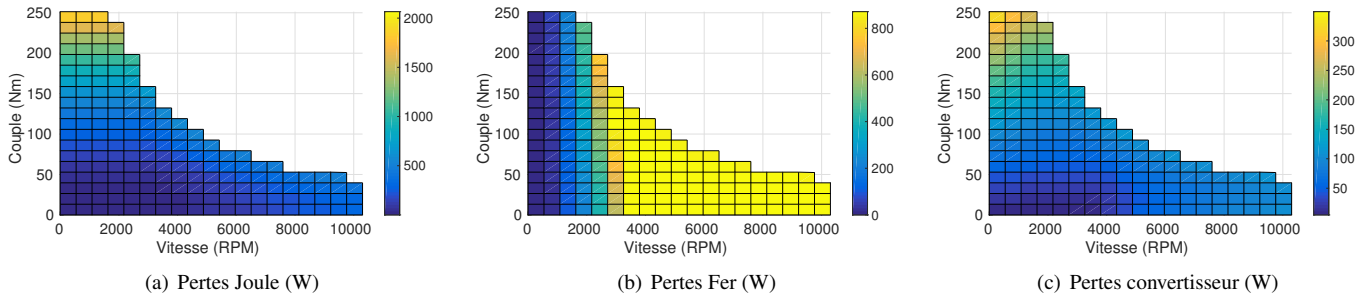 250
200
150
100
50
0
Couple (Nm)
0 2000 4000 6000 8000 10000
Vitesse (RPM)
2000
1500
1000
500
(a) Pertes Joule (W)
250
200
150
100
50
0
Couple (Nm)
0 2000 4000 6000 8000 10000
Vitesse (RPM)
800
600
400
200
0
(b) Pertes Fer (W)
250
200
150
100
50
0
Couple (Nm)
0 2000 4000 6000 8000 10000
Vitesse (RPM)
300
250
200
150
100
50
(c) Pertes convertisseur (W)